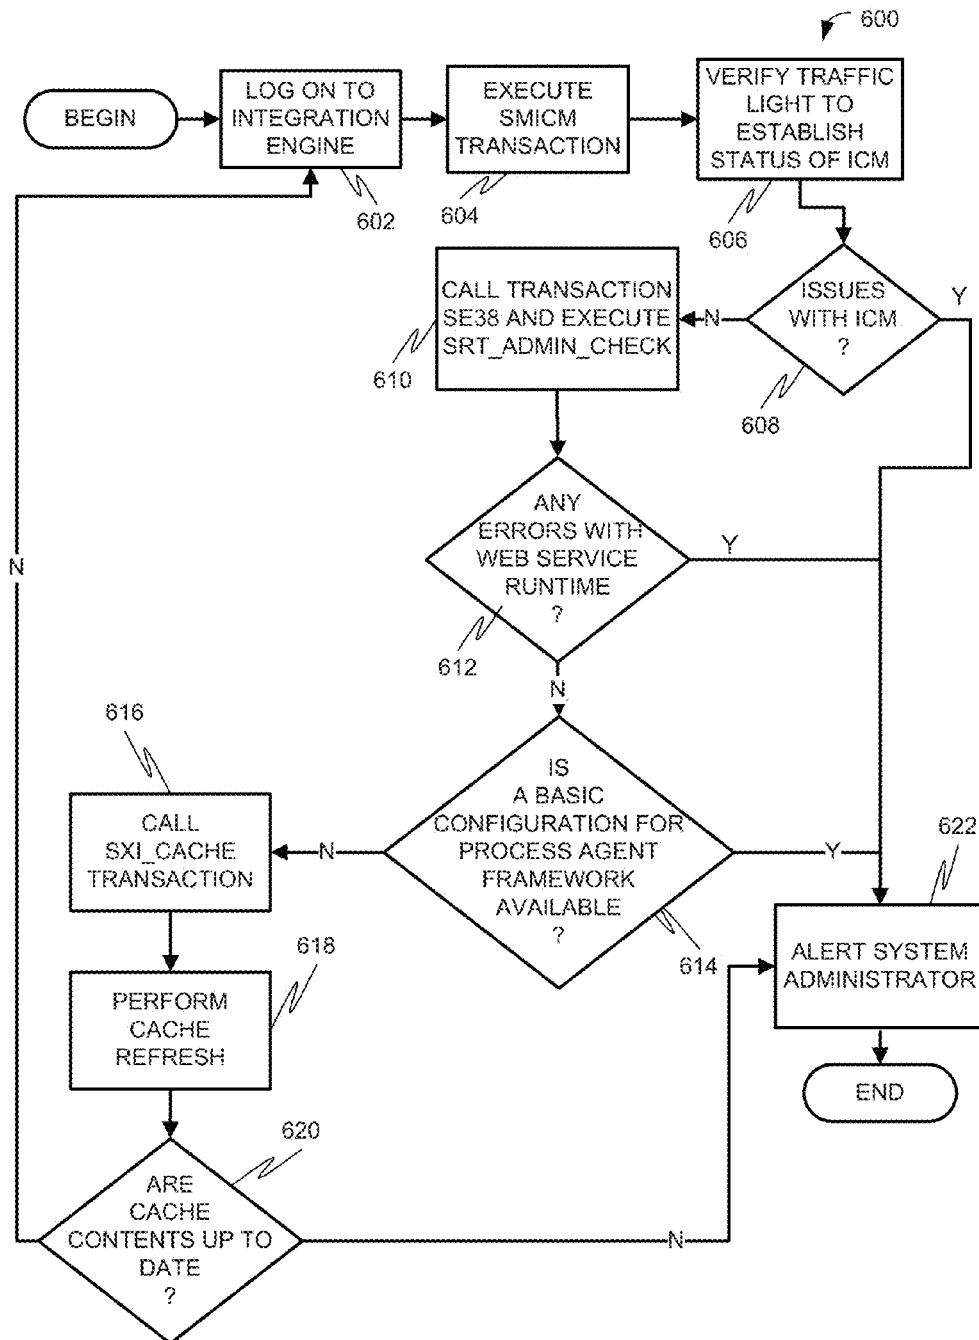 600
BEGIN
LOG ON TO
INTEGRATION
ENGINE
602
EXECUTE
SMICM
TRANSACTION
604
VERIFY TRAFFIC
LIGHT TO
ESTABLISH
STATUS OF ICM
606
ISSUES
WITH ICM
?
608
Y
N
CALL TRANSACTION
SE38 AND EXECUTE
SRT_ADMIN_CHECK
610
ANY
ERRORS WITH
WEB SERVICE
RUNTIME
?
612
Y
N
IS
A BASIC
CONFIGURATION FOR
PROCESS AGENT
FRAMEWORK
AVAILABLE
?
614
Y
N
616
CALL
SXI_CACHE
TRANSACTION
618
PERFORM
CACHE
REFRESH
620
ARE
CACHE
CONTENTS UP TO
DATE
?
N
N
622
ALERT SYSTEM
ADMINISTRATOR
END